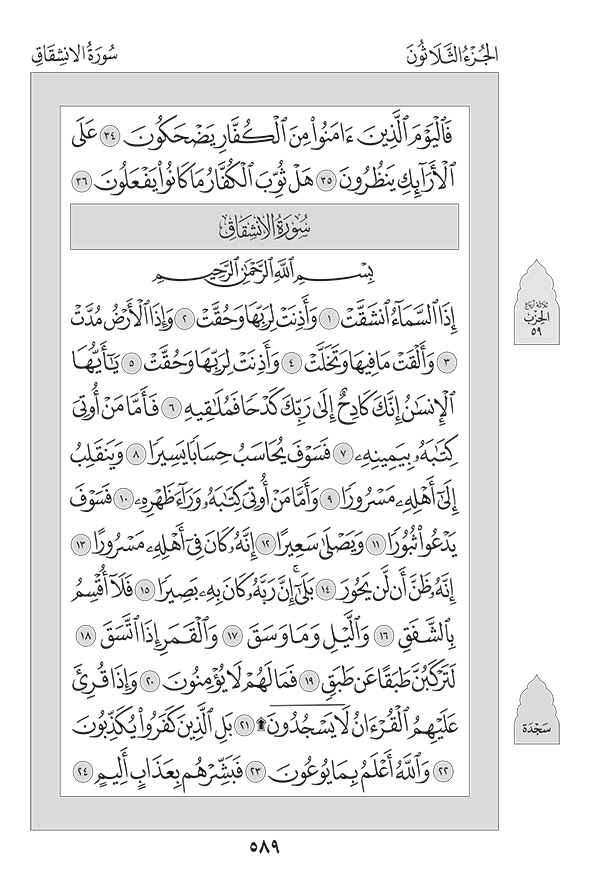 الجُزْءُ الثَّلَاثُونَ سُورَةُ الانشِقَاقِ
فَٱلْيَوْمَ ٱلَّذِينَ ءَامَنُوا۟ مِنَ ٱلْكُفَّارِ يَضْحَكُونَ ٣٤ عَلَى
ٱلْأَرَآئِكِ يَنظُرُونَ ٣٥ هَلْ ثُوِّبَ ٱلْكُفَّارُ مَا كَانُوا۟ يَفْعَلُونَ ٣٦
سُورَةُ الانشِقَاقِ
بِسْمِ ٱللَّهِ ٱلرَّحْمَٰنِ ٱلرَّحِيمِ
إِذَا ٱلسَّمَآءُ ٱنشَقَّتْ ١ وَأَذِنَتْ لِرَبِّهَا وَحُقَّتْ ٢ وَإِذَا ٱلْأَرْضُ مُدَّتْ
٣ وَأَلْقَتْ مَا فِيهَا وَتَخَلَّتْ ٤ وَأَذِنَتْ لِرَبِّهَا وَحُقَّتْ ٥ يَٰٓأَيُّهَا
ٱلْإِنسَٰنُ إِنَّكَ كَادِحٌ إِلَىٰ رَبِّكَ كَدْحًا فَمُلَٰقِيهِ ٦ فَأَمَّا مَنْ أُوتِىَ
كِتَٰبَهُۥ بِيَمِينِهِۦ ٧ فَسَوْفَ يُحَاسَبُ حِسَابًا يَسِيرًا ٨ وَيَنقَلِبُ
إِلَىٰٓ أَهْلِهِۦ مَسْرُورًا ٩ وَأَمَّا مَنْ أُوتِىَ كِتَٰبَهُۥ وَرَآءَ ظَهْرِهِۦ ١٠ فَسَوْفَ
يَدْعُوا۟ ثُبُورًا ١١ وَيَصْلَىٰ سَعِيرًا ١٢ إِنَّهُۥ كَانَ فِىٓ أَهْلِهِۦ مَسْرُورًا ١٣
إِنَّهُۥ ظَنَّ أَن لَّن يَحُورَ ١٤ بَلَىٰٓۚ إِنَّ رَبَّهُۥ كَانَ بِهِۦ بَصِيرًا ١٥ فَلَآ أُقْسِمُ
بِٱلشَّفَقِ ١٦ وَٱلَّيْلِ وَمَا وَسَقَ ١٧ وَٱلْقَمَرِ إِذَا ٱتَّسَقَ ١٨
لَتَرْكَبُنَّ طَبَقًا عَن طَبَقٍ ١٩ فَمَا لَهُمْ لَا يُؤْمِنُونَ ٢٠ وَإِذَا قُرِئَ
عَلَيْهِمُ ٱلْقُرْءَانُ لَا يَسْجُدُونَ ۩ ٢١ بَلِ ٱلَّذِينَ كَفَرُوا۟ يُكَذِّبُونَ
٢٢ وَٱللَّهُ أَعْلَمُ بِمَا يُوعُونَ ٢٣ فَبَشِّرْهُم بِعَذَابٍ أَلِيمٍ ٢٤
ثلاثة أرباع
الحزب
٥٩
سَجْدَة
٥٨٩